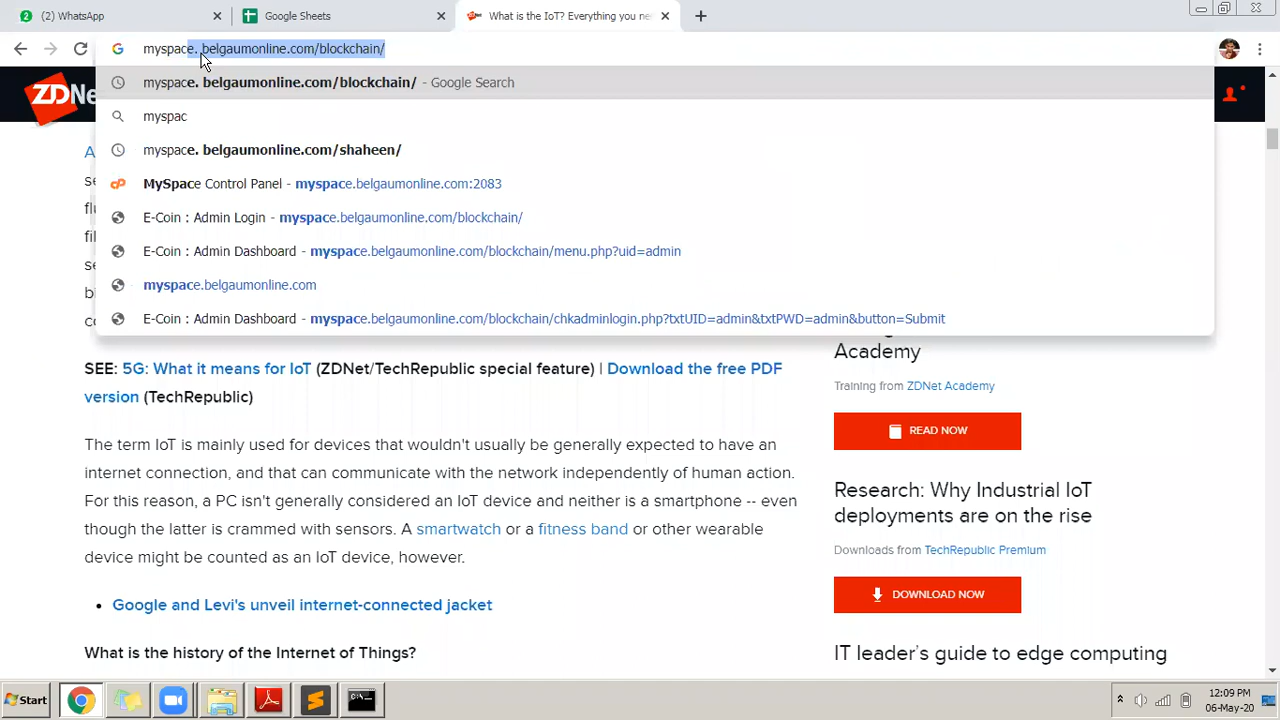 (2) WhatsApp
Google Sheets
What is the IoT? Everything you ne
myspace. belgaumonline.com/blockchain/
myspace. belgaumonline.com/blockchain/ - Google Search
myspac
myspace. belgaumonline.com/shaheen/
MySpace Control Panel - myspace.belgaumonline.com:2083
E-Coin : Admin Login - myspace.belgaumonline.com/blockchain/
E-Coin : Admin Dashboard - myspace.belgaumonline.com/blockchain/menu.php?uid=admin
myspace.belgaumonline.com
E-Coin : Admin Dashboard - myspace.belgaumonline.com/blockchain/chkadminlogin.php?txtUID=admin&txtPWD=admin&button=Submit
SEE: 5G: What it means for IoT (ZDNet/TechRepublic special feature) | Download the free PDF
version (TechRepublic)
The term IoT is mainly used for devices that wouldn't usually be generally expected to have an
internet connection, and that can communicate with the network independently of human action.
For this reason, a PC isn't generally considered an IoT device and neither is a smartphone -- even
though the latter is crammed with sensors. A smartwatch or a fitness band or other wearable
device might be counted as an IoT device, however.
• Google and Levi's unveil internet-connected jacket
What is the history of the Internet of Things?
Academy
Training from ZDNet Academy
READ NOW
Research: Why Industrial IoT
deployments are on the rise
Downloads from TechRepublic Premium
DOWNLOAD NOW
IT leader's guide to edge computing
Start
12:09 PM
06-May-20